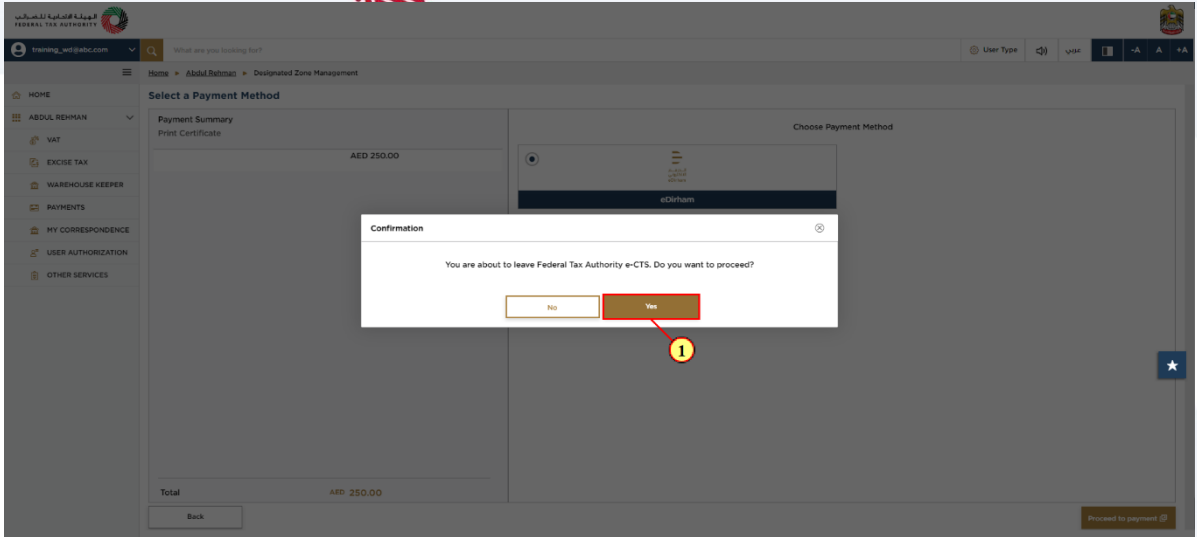 الهيئة الاتحادية للضرائب
FEDERAL TAX AUTHORITY
training_wd@ebc.com
What are you looking for?
User Type
عربي
-A A +A
Home Abdul Rehman Designated Zone Management
HOME
ABDUL REHMAN
VAT
EXCISE TAX
WAREHOUSE KEEPER
PAYMENTS
MY CORRESPONDENCE
USER AUTHORIZATION
OTHER SERVICES
Select a Payment Method
Payment Summary
Print Certificate
AED 250.00
Choose Payment Method
eDirham
Confirmation
You are about to leave Federal Tax Authority e-CTS. Do you want to proceed?
No Yes
1
Total AED 250.00
Back
Proceed to payment